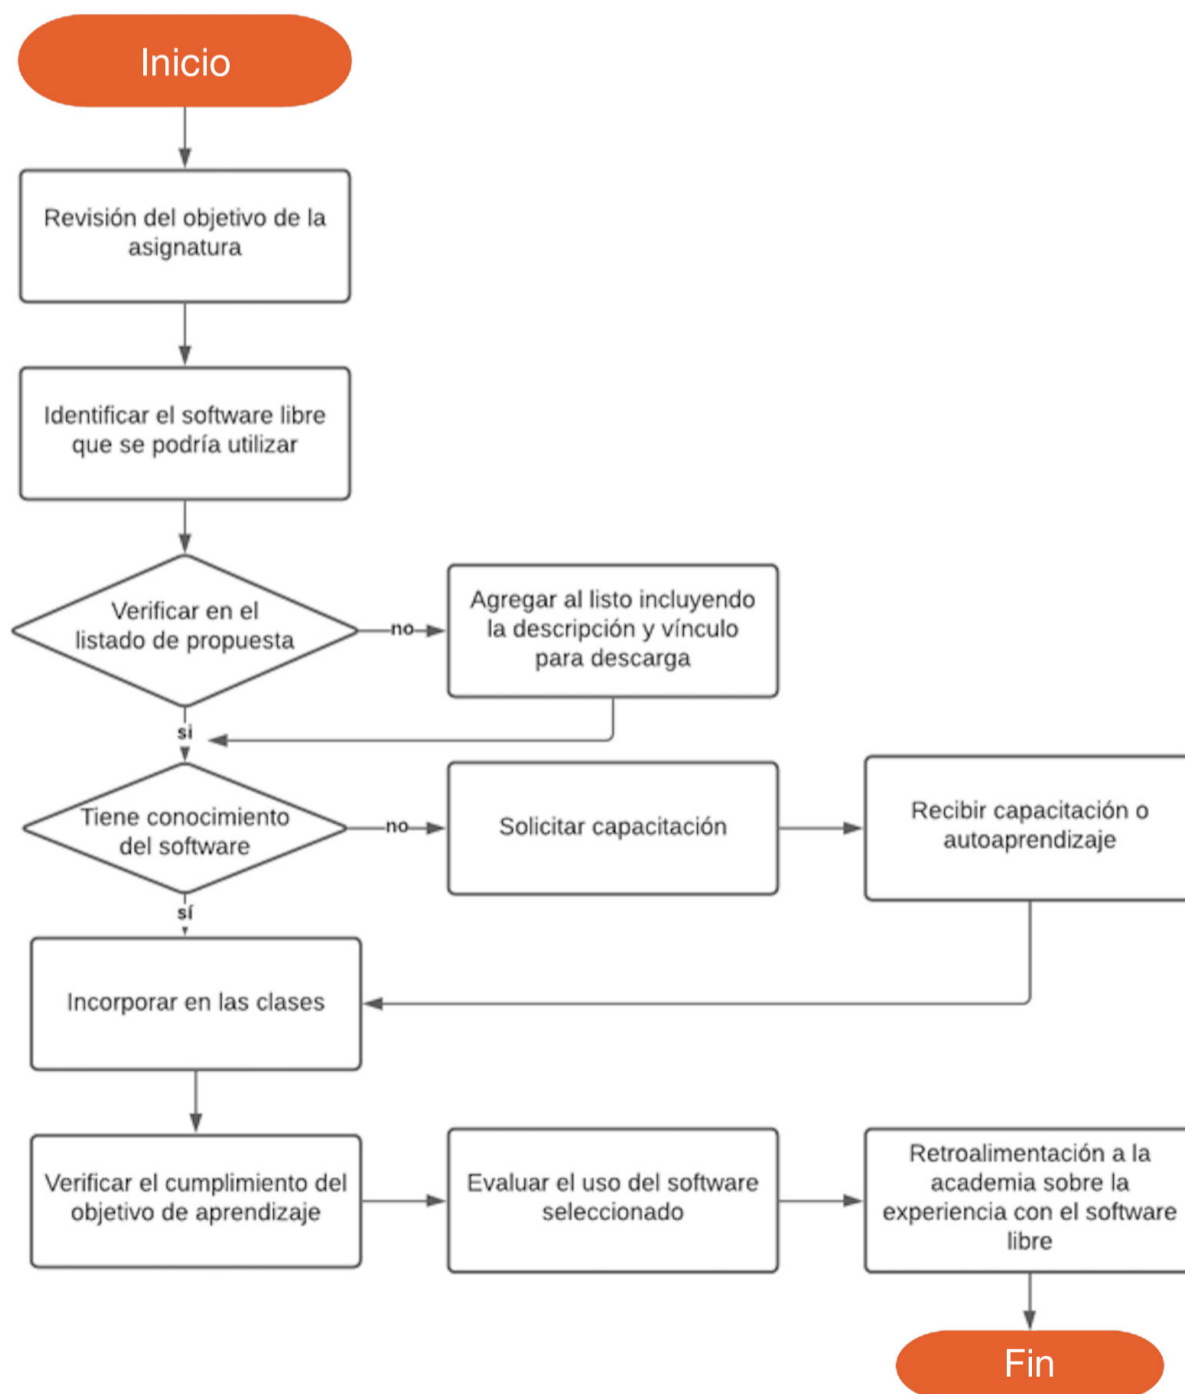 Inicio
Revisión del objetivo de la
asignatura
Identificar el software libre
que se podría utilizar
Verificar en el
listado de propuesta
no
Agregar al listo incluyendo
la descripción y vínculo
para descarga
si
Tiene conocimiento
del software
no
Solicitar capacitación
Recibir capacitación o
autoaprendizaje
sí
Incorporar en las clases
Verificar el cumplimiento del
objetivo de aprendizaje
Evaluar el uso del software
seleccionado
Retroalimentación a la
academia sobre la
experiencia con el software
libre
Fin